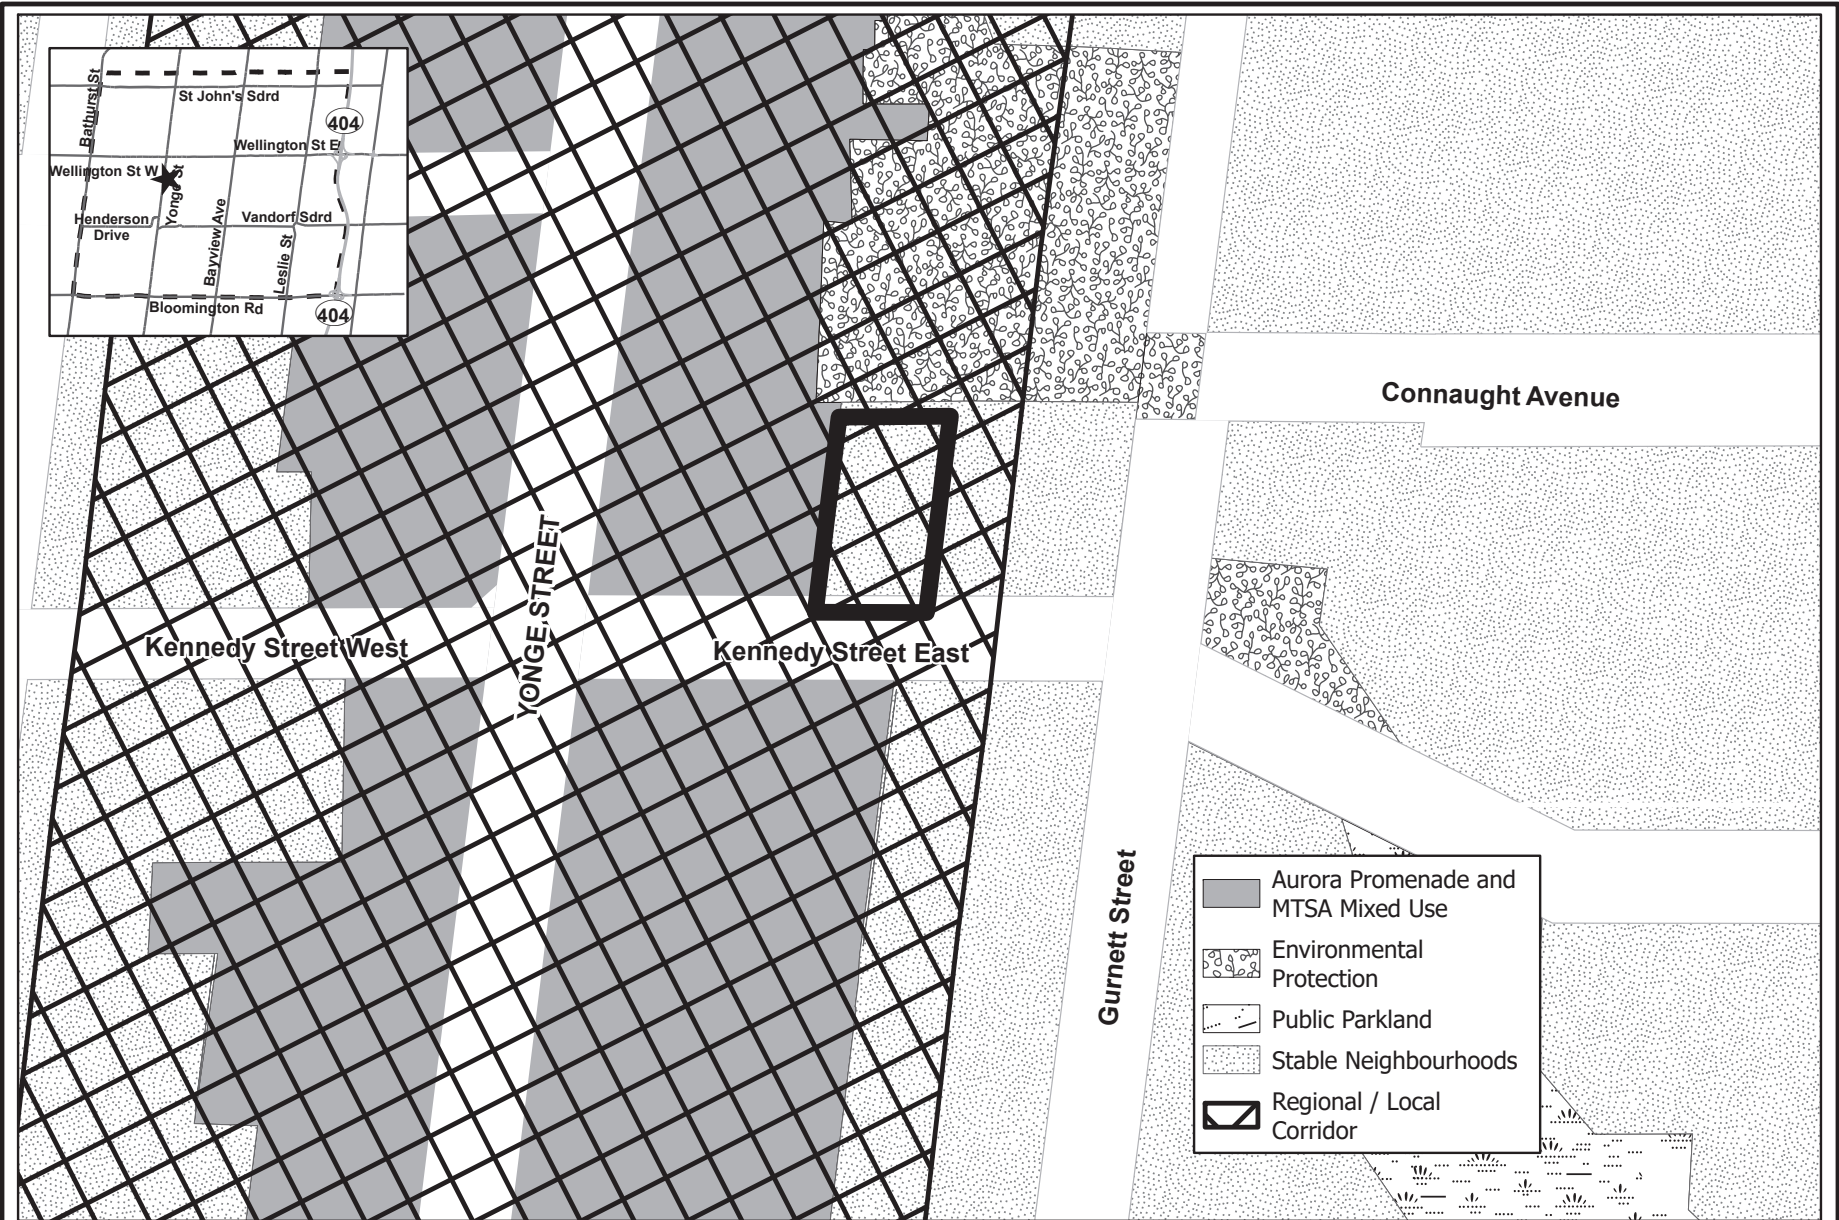 Bathurst St
St John's Sdrd
404
Wellington St E
Wellington St W
Yonge St
Henderson
Drive
Bayview Ave
Vandorf Sdrd
Leslie St
Bloomington Rd
404
Connaught Avenue
YONGE STREET
Kennedy Street West
Kennedy Street East
Gurnett Street
Aurora Promenade and
MTSA Mixed Use
Environmental
Protection
Public Parkland
Stable Neighbourhoods
Regional / Local
Corridor